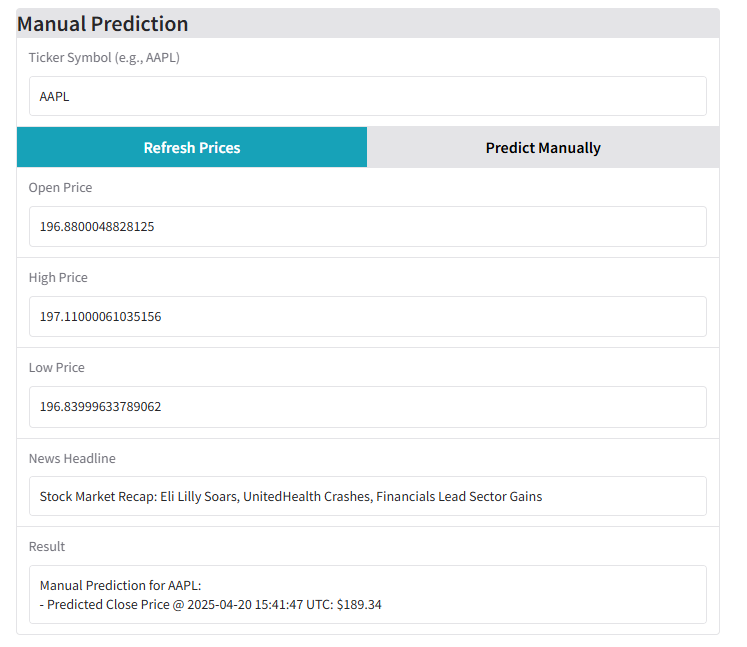 Manual Prediction
Ticker Symbol (e.g., AAPL)
AAPL
Refresh Prices
Predict Manually
Open Price
196.8800048828125
High Price
197.11000061035156
Low Price
196.83999633789062
News Headline
Stock Market Recap: Eli Lilly Soars, UnitedHealth Crashes, Financials Lead Sector Gains
Result
Manual Prediction for AAPL:
- Predicted Close Price @ 2025-04-20 15:41:47 UTC: $189.34